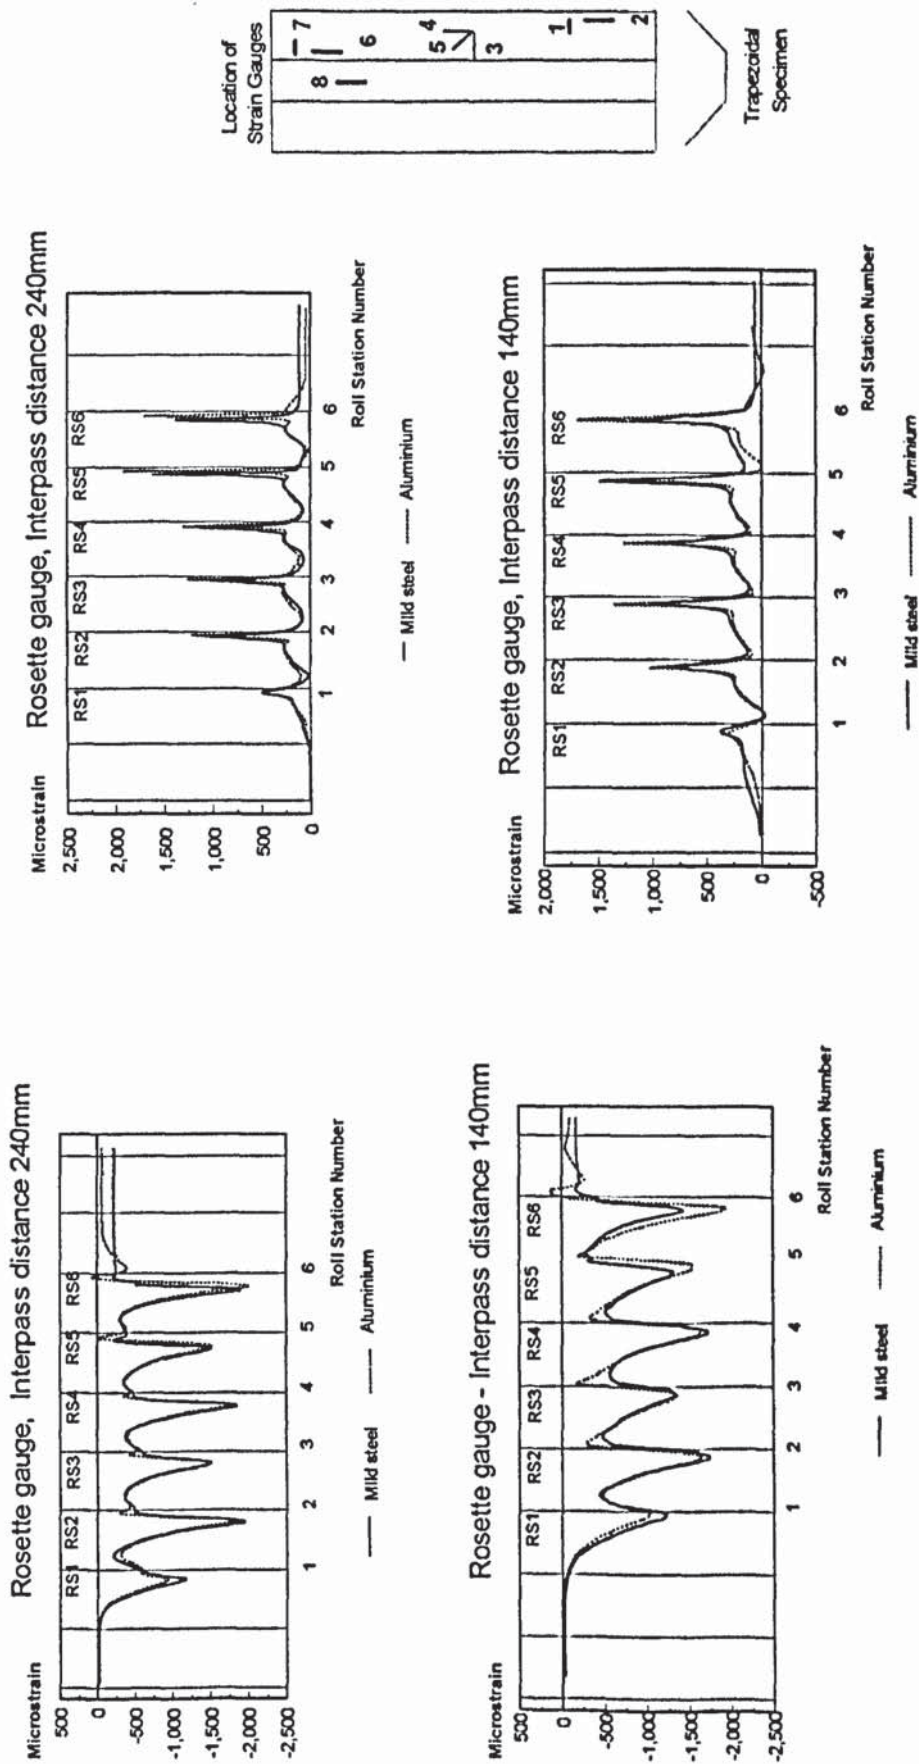 Rosette gauge, Interpass distance 240mm
Microstrain
500
0
-500
-1,000
-1,500
-2,000
-2,500
RS1 RS2 RS3 RS4 RS5 RS6
1 2 3 4 5 6
Roll Station Number
Mild steel Aluminium
Rosette gauge, Interpass distance 240mm
Microstrain
2,500
2,000
1,500
1,000
500
0
RS1 RS2 RS3 RS4 RS5 RS6
1 2 3 4 5 6
Roll Station Number
Mild steel Aluminium
Location of
Strain Gauges
7
8
6
5 4
3
1
2
Trapezoidal
Specimen
Rosette gauge - Interpass distance 140mm
Microstrain
500
0
-500
-1,000
-1,500
-2,000
-2,500
RS1 RS2 RS3 RS4 RS5 RS6
1 2 3 4 5 6
Roll Station Number
Mild steel Aluminium
Rosette gauge, Interpass distance 140mm
Microstrain
2,000
1,500
1,000
500
0
-500
RS1 RS2 RS3 RS4 RS5 RS6
1 2 3 4 5 6
Roll Station Number
Mild steel Aluminium